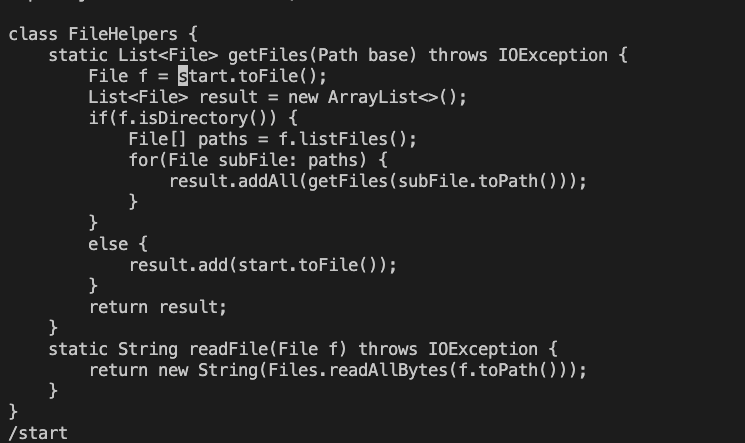 class FileHelpers {
    static List<File> getFiles(Path base) throws IOException {
        File f = start.toFile();
        List<File> result = new ArrayList<>();
        if(f.isDirectory()) {
            File[] paths = f.listFiles();
            for(File subFile: paths) {
                result.addAll(getFiles(subFile.toPath()));
            }
        }
        else {
            result.add(start.toFile());
        }
        return result;
    }
    static String readFile(File f) throws IOException {
        return new String(Files.readAllBytes(f.toPath()));
    }
}
/start